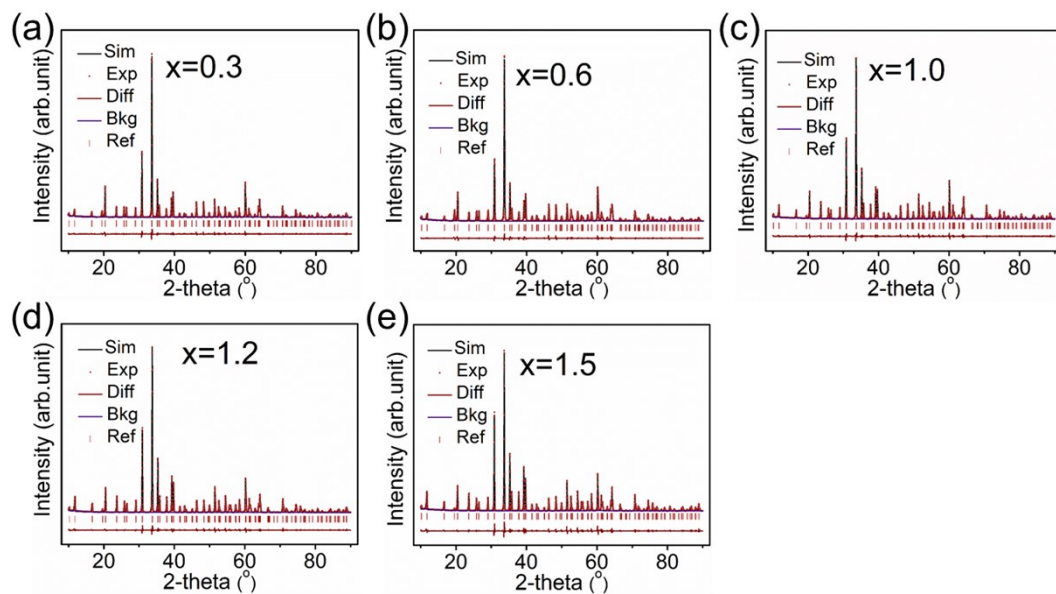 (a)
Sim
Exp
Diff
Bkg
Ref
x=0.3
Intensity (arb.unit)
20 40 60 80
2-theta (°)
(b)
Sim
Exp
Diff
Bkg
Ref
x=0.6
Intensity (arb.unit)
20 40 60 80
2-theta (°)
(c)
Sim
Exp
Diff
Bkg
Ref
x=1.0
Intensity (arb.unit)
20 40 60 80
2-theta (°)
(d)
Sim
Exp
Diff
Bkg
Ref
x=1.2
Intensity (arb.unit)
20 40 60 80
2-theta (°)
(e)
Sim
Exp
Diff
Bkg
Ref
x=1.5
Intensity (arb.unit)
20 40 60 80
2-theta (°)